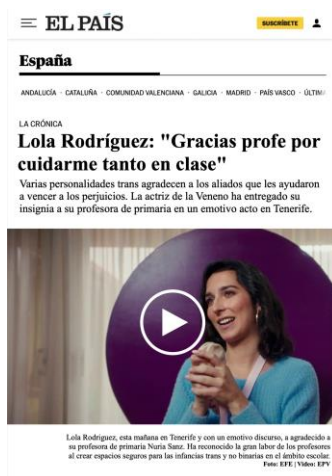 EL PAÍS
SUSCRÍBETE
España
ANDALUCÍA · CATALUÑA · COMUNIDAD VALENCIANA · GALICIA · MADRID · PAÍS VASCO · ÚLTIM
LA CRÓNICA
Lola Rodríguez: "Gracias profe por
cuidarme tanto en clase"
Varias personalidades trans agradecen a los aliados que les ayudaron
a vencer a los perjuicios. La actriz de la Veneno ha entregado su
insignia a su profesora de primaria en un emotivo acto en Tenerife.
Lola Rodríguez, esta mañana en Tenerife y con un emotivo discurso, a agradecido a
su profesora de primaria Nuria Sanz. Ha reconocido la gran labor de los profesores
al crear espacios seguros para las infancias trans y no binarias en el ámbito escolar.
Foto: EFE | Vídeo: EPV